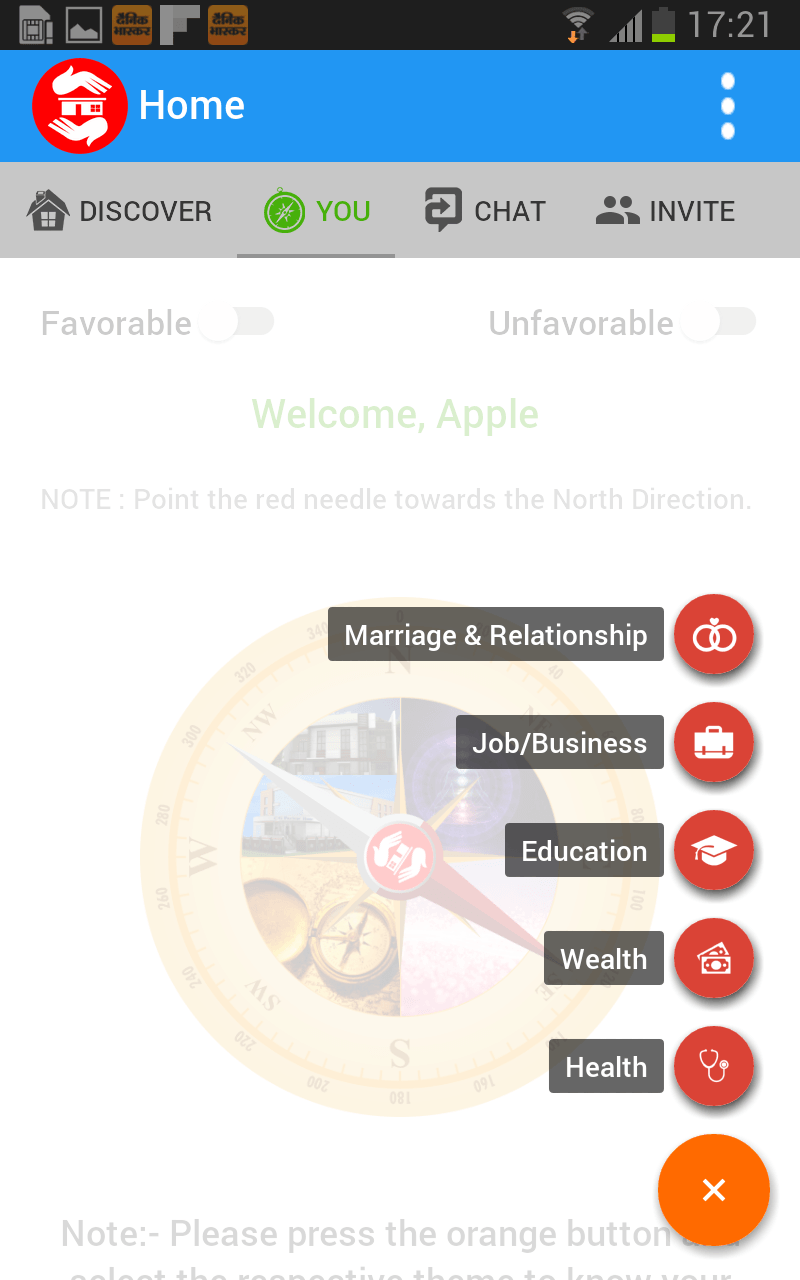 दैनिक
भास्कर
दैनिक
भास्कर
17:21
Home
DISCOVER
YOU
CHAT
INVITE
Favorable
Unfavorable
Welcome, Apple
NOTE : Point the red needle towards the North Direction.
0
340
320
40
300
280
80
260
100
240
220
200
180
160
N
NW
W
SW
S
SE
Marriage & Relationship
Job/Business
Education
Wealth
Health
Note:- Please press the orange button and
select the respective theme to know your